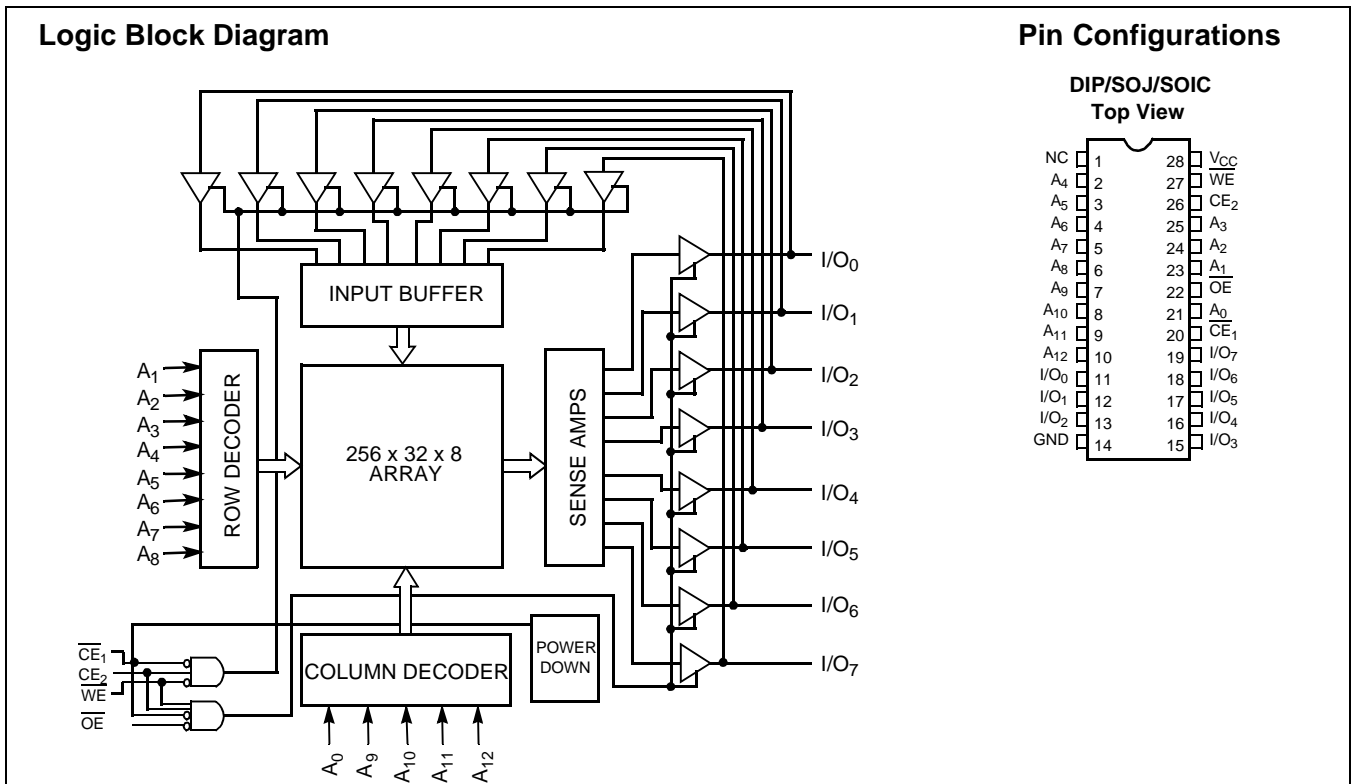 Logic Block Diagram
Pin Configurations
DIP/SOJ/SOIC
Top View
INPUT BUFFER
ROW DECODER
256 x 32 x 8
ARRAY
SENSE AMPS
COLUMN DECODER
POWER
DOWN
A1
A2
A3
A4
A5
A6
A7
A8
CE1
CE2
WE
OE
A0
A9
A10
A11
A12
I/O0
I/O1
I/O2
I/O3
I/O4
I/O5
I/O6
I/O7
NC 1 28 VCC
A4 2 27 WE
A5 3 26 CE2
A6 4 25 A3
A7 5 24 A2
A8 6 23 A1
A9 7 22 OE
A10 8 21 A0
A11 9 20 CE1
A12 10 19 I/O7
I/O0 11 18 I/O6
I/O1 12 17 I/O5
I/O2 13 16 I/O4
GND 14 15 I/O3